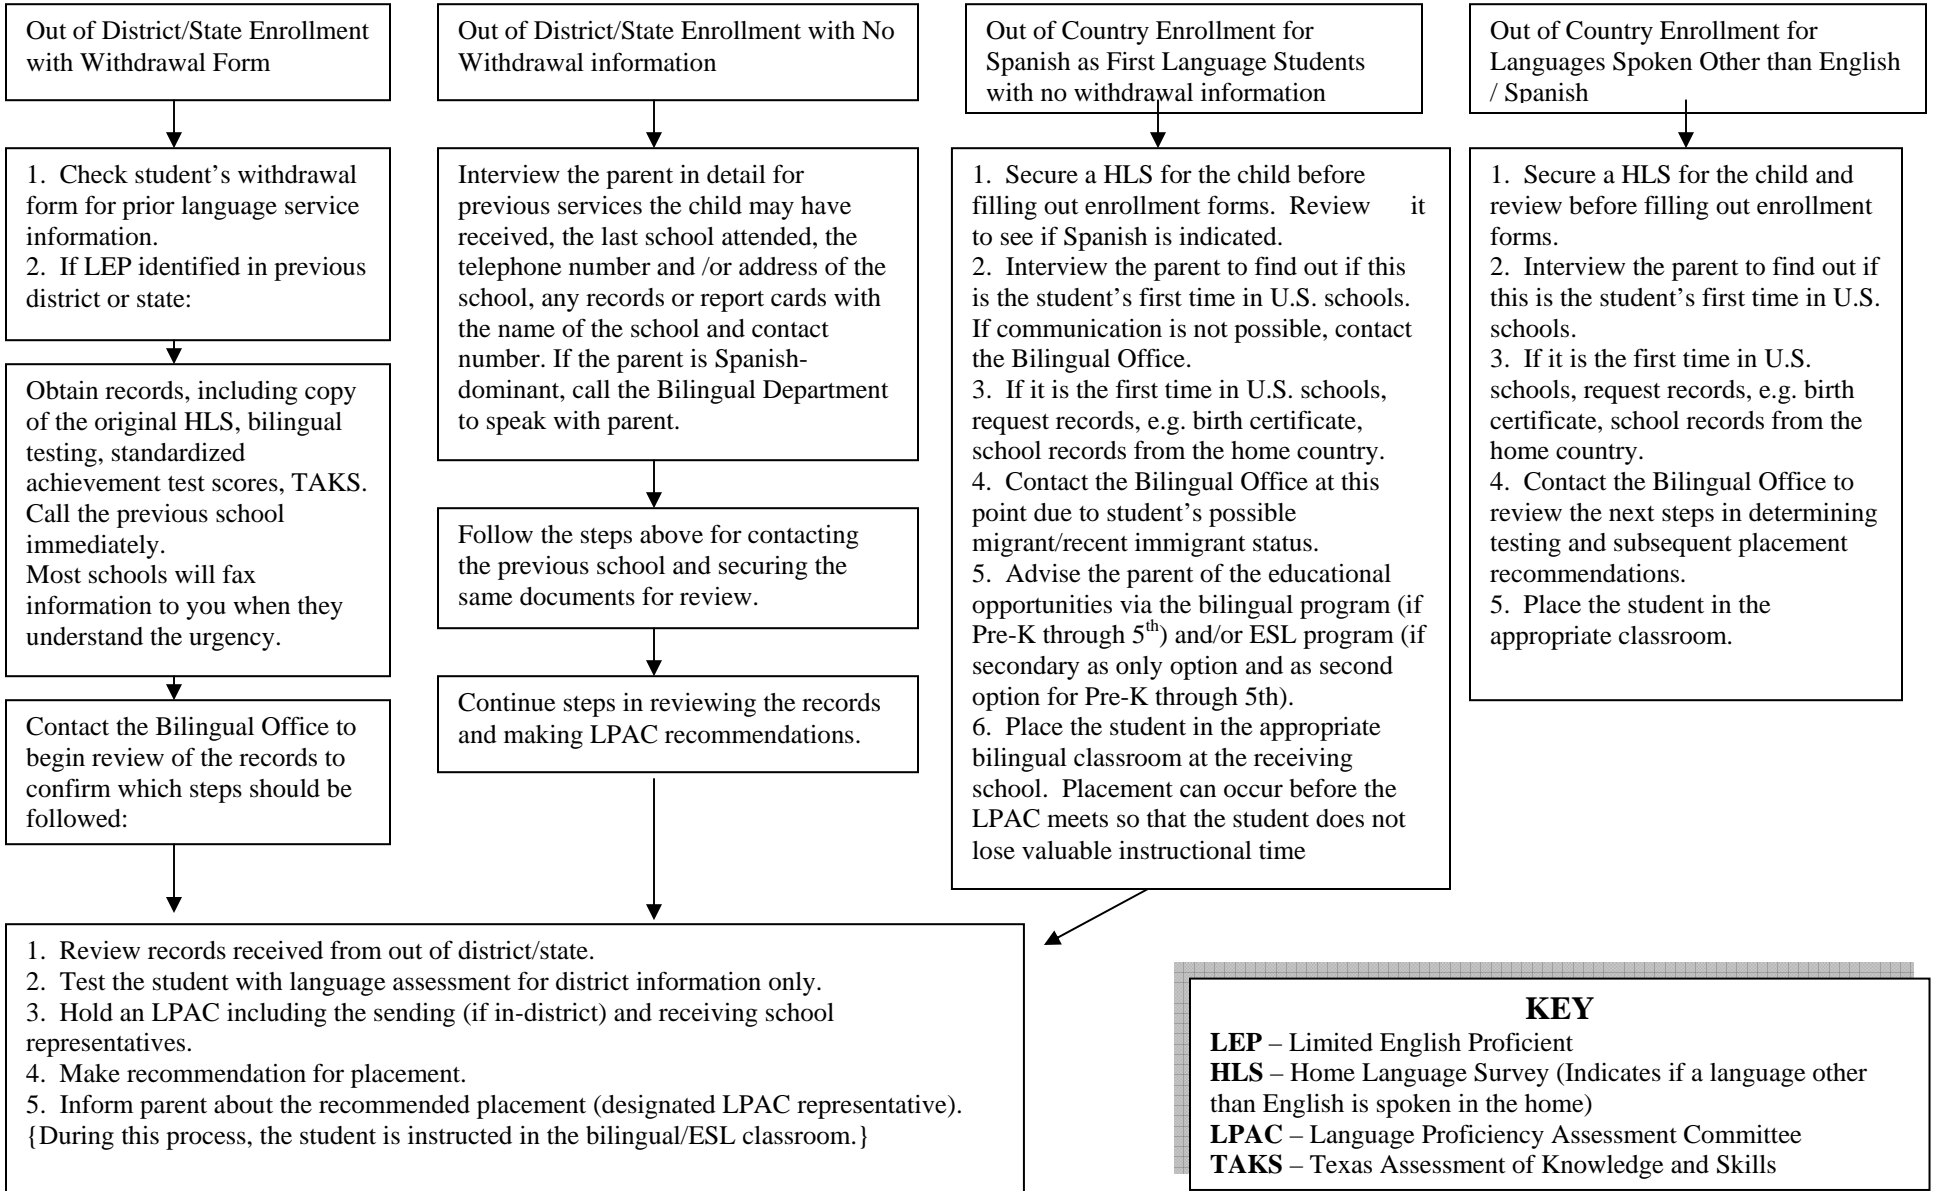 Out of District/State Enrollment
with Withdrawal Form
1. Check student’s withdrawal
form for prior language service
information.
2. If LEP identified in previous
district or state:
Obtain records, including copy
of the original HLS, bilingual
testing, standardized
achievement test scores, TAKS.
Call the previous school
immediately.
Most schools will fax
information to you when they
understand the urgency.
Contact the Bilingual Office to
begin review of the records to
confirm which steps should be
followed:
Out of District/State Enrollment with No
Withdrawal information
Interview the parent in detail for
previous services the child may have
received, the last school attended, the
telephone number and /or address of the
school, any records or report cards with
the name of the school and contact
number. If the parent is Spanish-
dominant, call the Bilingual Department
to speak with parent.
Follow the steps above for contacting
the previous school and securing the
same documents for review.
Continue steps in reviewing the records
and making LPAC recommendations.
Out of Country Enrollment for
Spanish as First Language Students
with no withdrawal information
1. Secure a HLS for the child before
filling out enrollment forms. Review it
to see if Spanish is indicated.
2. Interview the parent to find out if this
is the student’s first time in U.S. schools.
If communication is not possible, contact
the Bilingual Office.
3. If it is the first time in U.S. schools,
request records, e.g. birth certificate,
school records from the home country.
4. Contact the Bilingual Office at this
point due to student’s possible
migrant/recent immigrant status.
5. Advise the parent of the educational
opportunities via the bilingual program (if
Pre-K through 5th) and/or ESL program (if
secondary as only option and as second
option for Pre-K through 5th).
6. Place the student in the appropriate
bilingual classroom at the receiving
school. Placement can occur before the
LPAC meets so that the student does not
lose valuable instructional time
Out of Country Enrollment for
Languages Spoken Other than English
/ Spanish
1. Secure a HLS for the child and
review before filling out enrollment
forms.
2. Interview the parent to find out if
this is the student’s first time in U.S.
schools.
3. If it is the first time in U.S.
schools, request records, e.g. birth
certificate, school records from the
home country.
4. Contact the Bilingual Office to
review the next steps in determining
testing and subsequent placement
recommendations.
5. Place the student in the
appropriate classroom.
1. Review records received from out of district/state.
2. Test the student with language assessment for district information only.
3. Hold an LPAC including the sending (if in-district) and receiving school
representatives.
4. Make recommendation for placement.
5. Inform parent about the recommended placement (designated LPAC representative).
{During this process, the student is instructed in the bilingual/ESL classroom.}
KEY
LEP – Limited English Proficient
HLS – Home Language Survey (Indicates if a language other
than English is spoken in the home)
LPAC – Language Proficiency Assessment Committee
TAKS – Texas Assessment of Knowledge and Skills